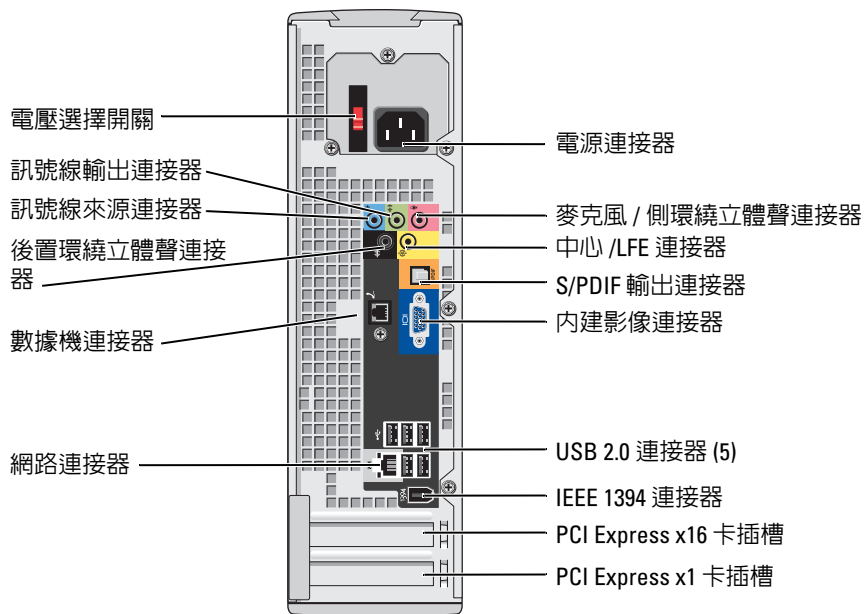 電壓選擇開關
訊號線輸出連接器
訊號線來源連接器
後置環繞立體聲連接
器
數據機連接器
網路連接器
電源連接器
麥克風 / 側環繞立體聲連接器
中心 /LFE 連接器
S/PDIF 輸出連接器
內建影像連接器
USB 2.0 連接器 (5)
IEEE 1394 連接器
PCI Express x16 卡插槽
PCI Express x1 卡插槽
1394